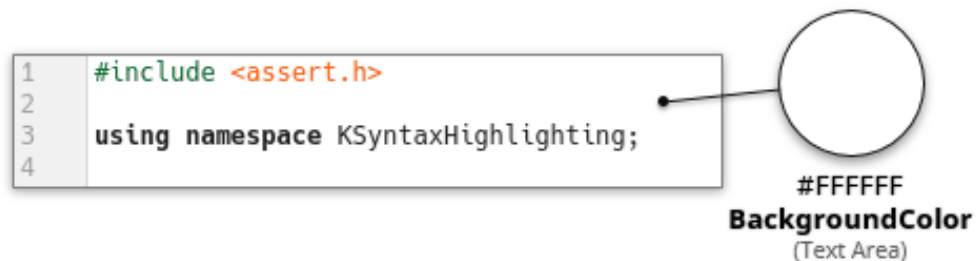 1 #include <assert.h>
2
3 using namespace KSyntaxHighlighting;
4
#FFFFFF
BackgroundColor
(Text Area)